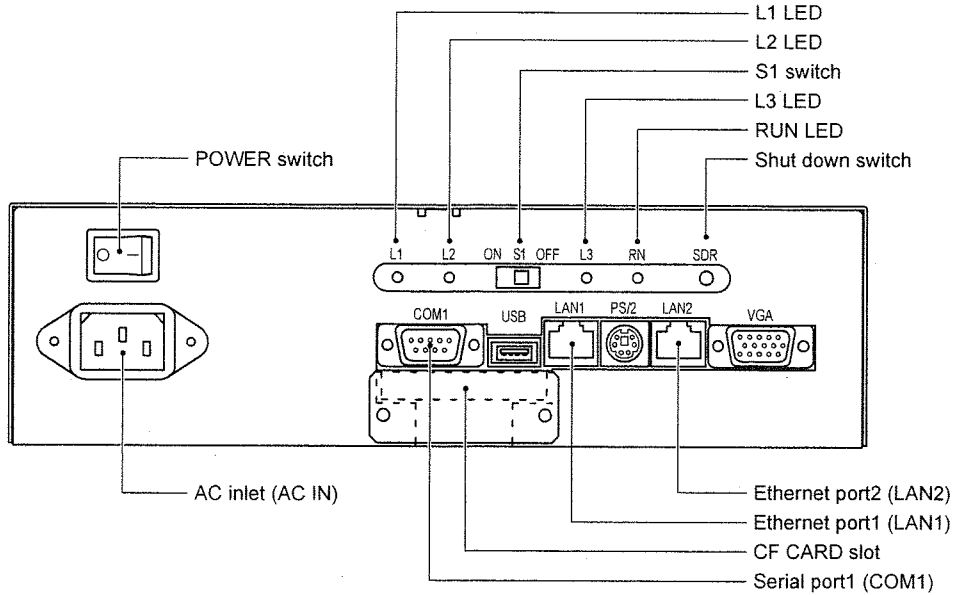 L1 LED
L2 LED
S1 switch
L3 LED
RUN LED
POWER switch
Shut down switch
L1 L2 ON S1 OFF L3 RN SDR
COM1 USB LAN1 PS/2 LAN2 VGA
AC inlet (AC IN)
Ethernet port2 (LAN2)
Ethernet port1 (LAN1)
CF CARD slot
Serial port1 (COM1)